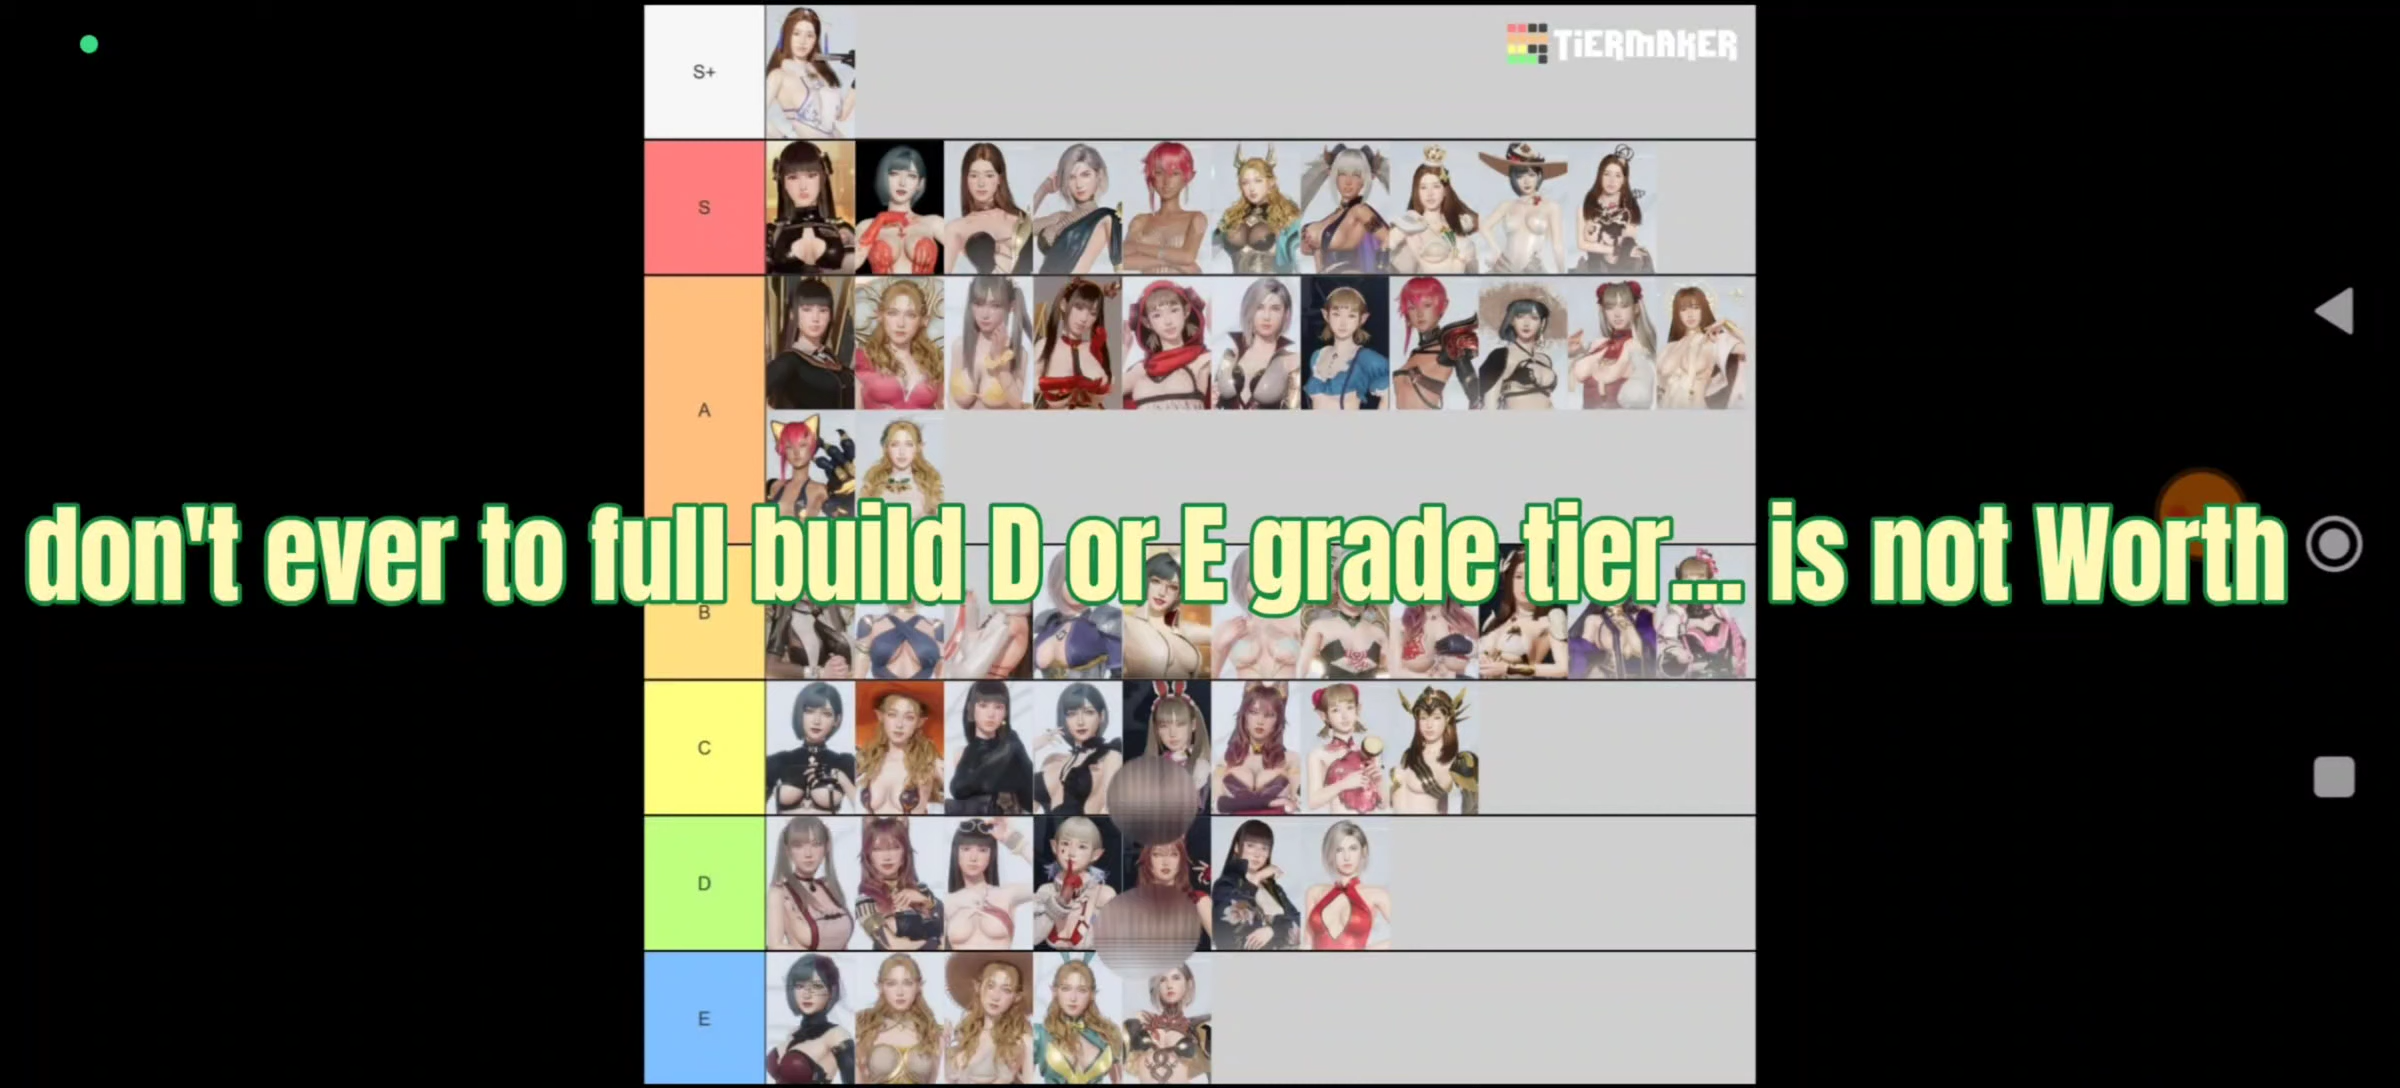 S+
TiERMAKER
S
A
don't ever to full build D or E grade tier... is not Worth
B
C
D
E